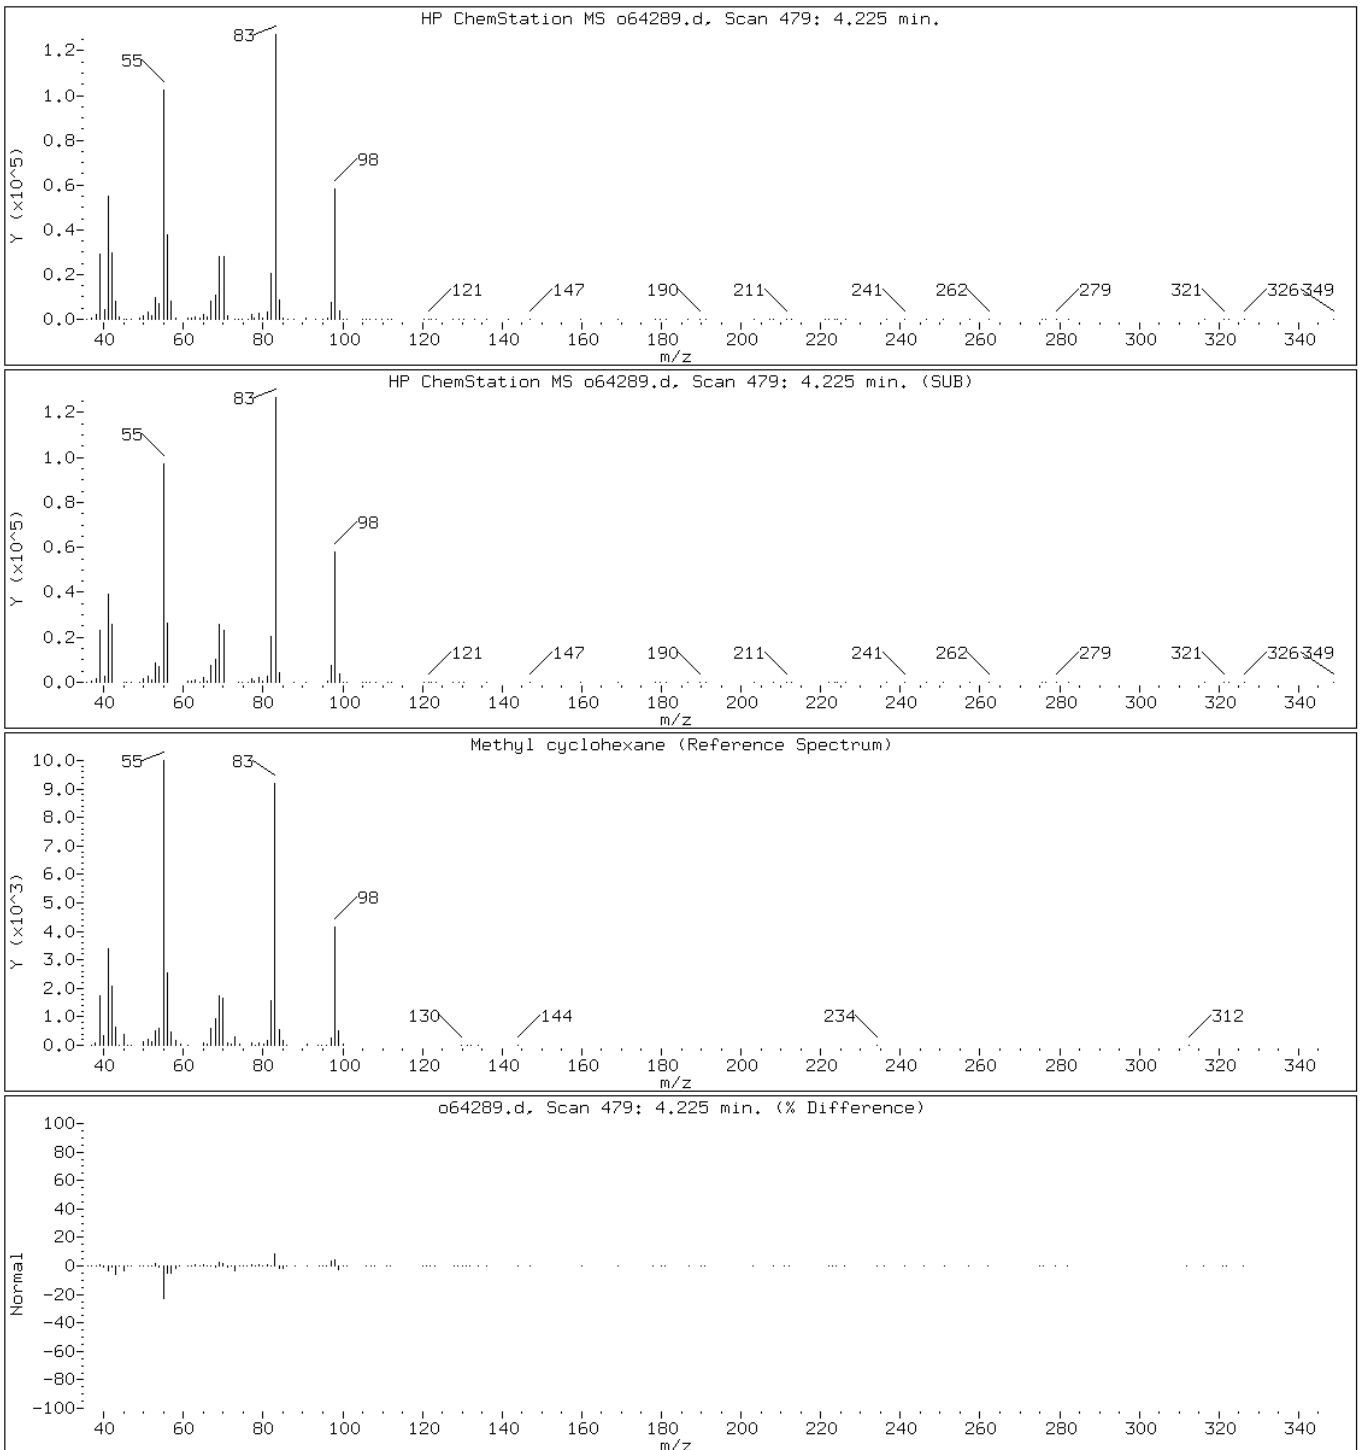 HP ChemStation MS o64289.d, Scan 479: 4.225 min.
83
55
98
121 147 190 211 241 262 279 321 326 349
1.2-
1.0-
0.8-
0.6-
0.4-
0.2-
0.0-
Y (x10^5)
40 60 80 100 120 140 160 180 200 220 240 260 280 300 320 340
m/z
HP ChemStation MS o64289.d, Scan 479: 4.225 min. (SUB)
83
55
98
121 147 190 211 241 262 279 321 326 349
1.2-
1.0-
0.8-
0.6-
0.4-
0.2-
0.0-
Y (x10^5)
40 60 80 100 120 140 160 180 200 220 240 260 280 300 320 340
m/z
Methyl cyclohexane (Reference Spectrum)
55 83
98
130 144 234 312
10.0-
9.0-
8.0-
7.0-
6.0-
5.0-
4.0-
3.0-
2.0-
1.0-
0.0-
Y (x10^3)
40 60 80 100 120 140 160 180 200 220 240 260 280 300 320 340
m/z
o64289.d, Scan 479: 4.225 min. (% Difference)
100-
80-
60-
40-
20-
0-
-20-
-40-
-60-
-80-
-100-
Normal
40 60 80 100 120 140 160 180 200 220 240 260 280 300 320 340
m/z